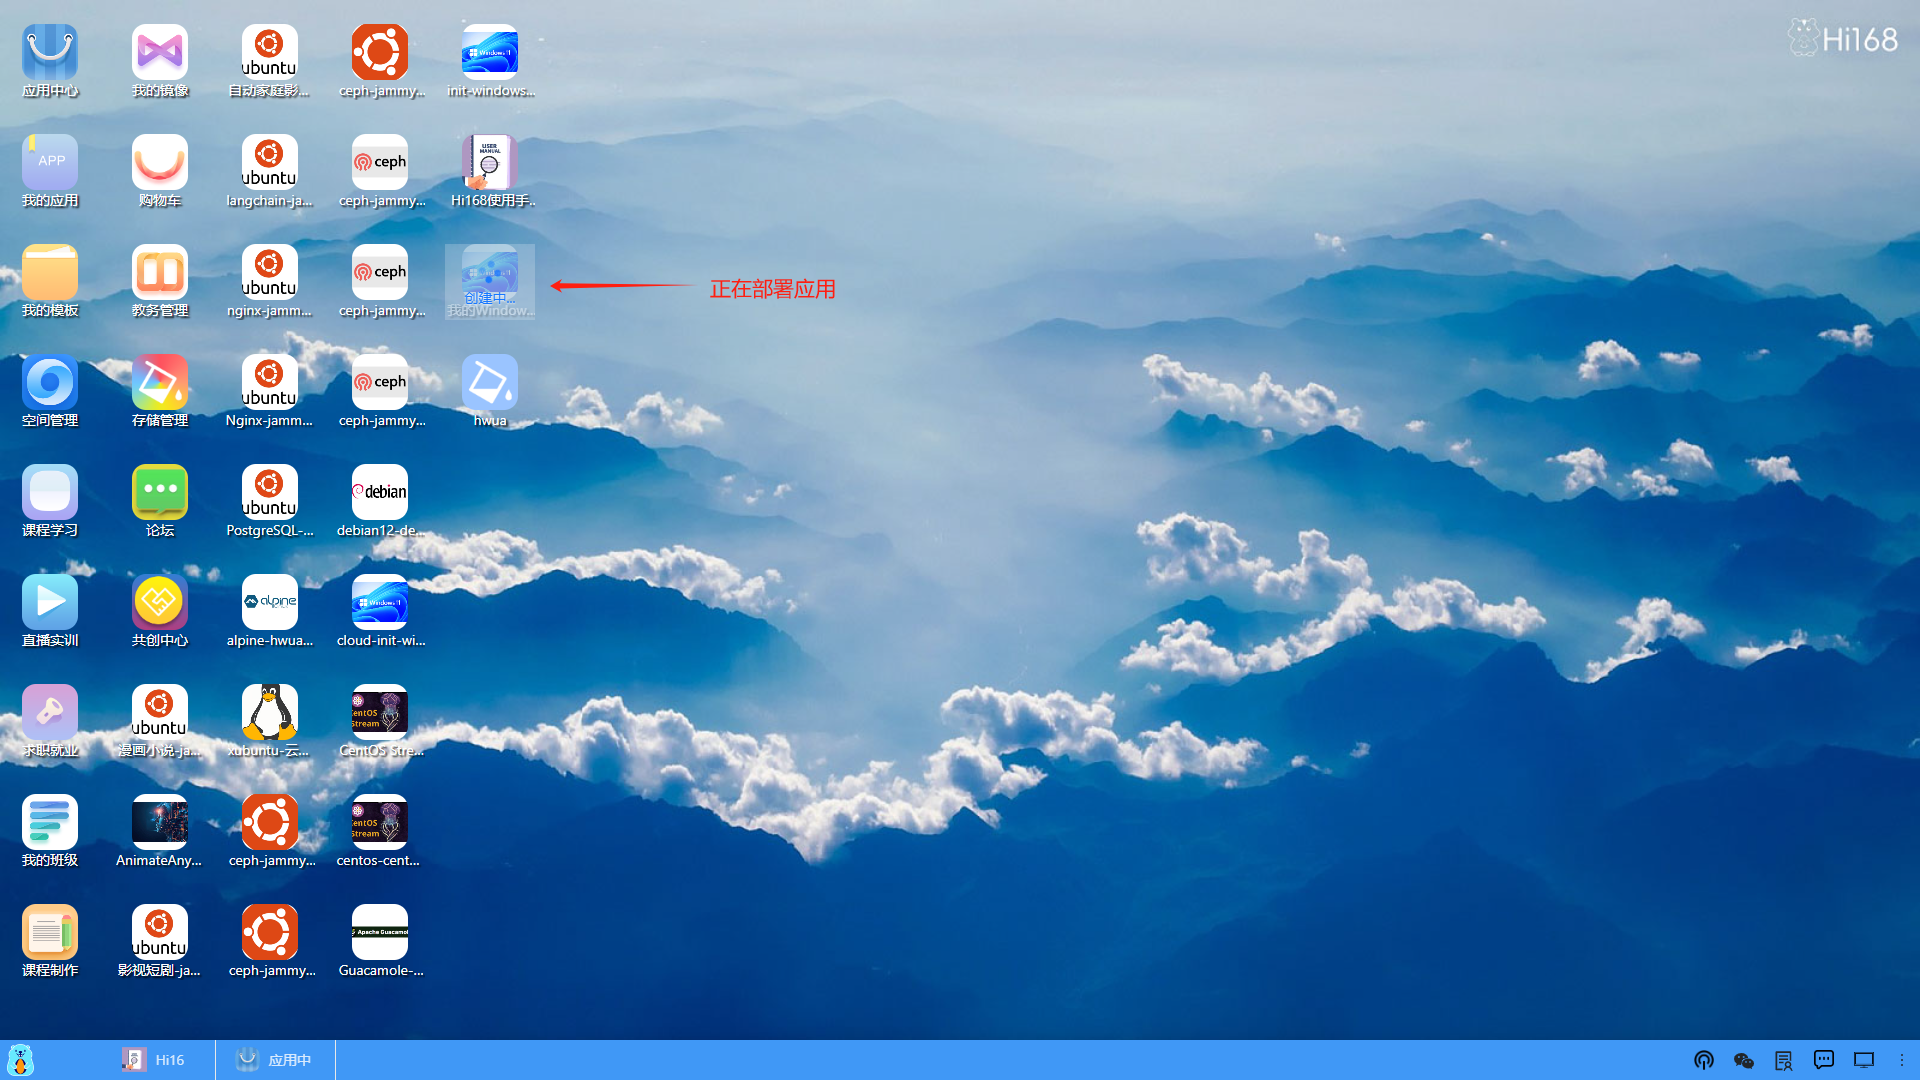 Hi168
应用中心
我的镜像
ubuntu
自动家庭影...
ceph-jammy...
Windows 11
init-windows...
APP
我的应用
购物车
ubuntu
langchain-ja...
ceph
ceph-jammy...
USER
MANUAL
Hi168使用手..
我的模板
教务管理
ubuntu
nginx-jamm...
ceph
ceph-jammy...
创建中...
我的Window...
正在部署应用
空间管理
存储管理
ubuntu
Nginx-jamm...
ceph
ceph-jammy...
hwua
课程学习
论坛
ubuntu
PostgreSQL-...
debian
debian12-de...
直播实训
共创中心
alpine
alpine-hwua...
Windows 11
cloud-init-wi...
求职就业
ubuntu
漫画小说-ja...
xubuntu-云...
CentOS
Stream
CentOS Stre...
我的班级
AnimateAny...
ceph-jammy...
CentOS
Stream
centos-cent...
课程制作
ubuntu
影视短剧-ja...
ceph-jammy...
Apache Guacamol
Guacamole-...
Hi16
应用中